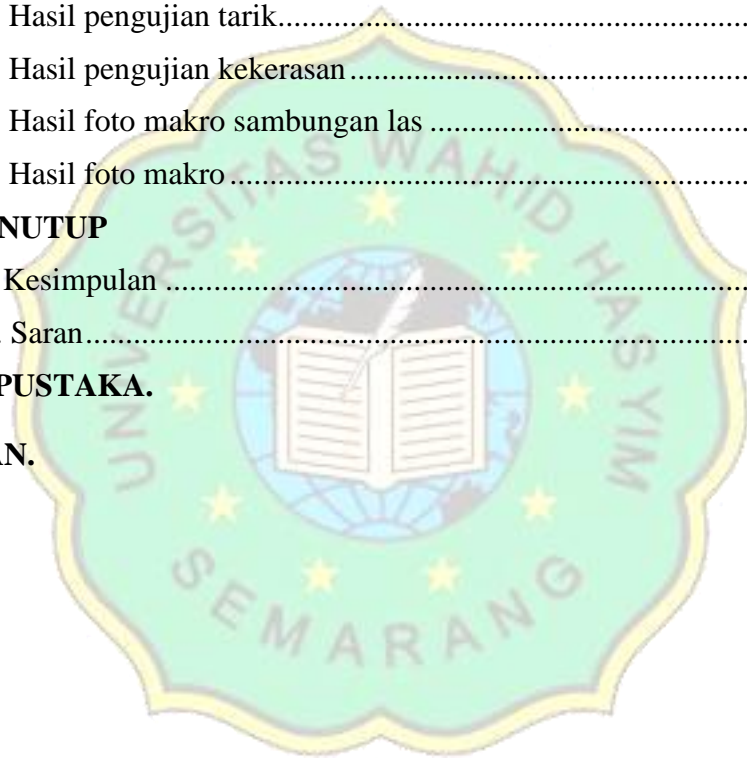 Hasil pengujian tarik..................................................................
Hasil pengujian kekerasan.......................................................
Hasil foto makro sambungan las ............................................
Hasil foto makro.........................................................................
NUTUP
Kesimpulan .................................................................................
. Saran...........................................................................................
PUSTAKA.
AN.
UNIVERSITAS WAHID HASYIM
SEMARANG